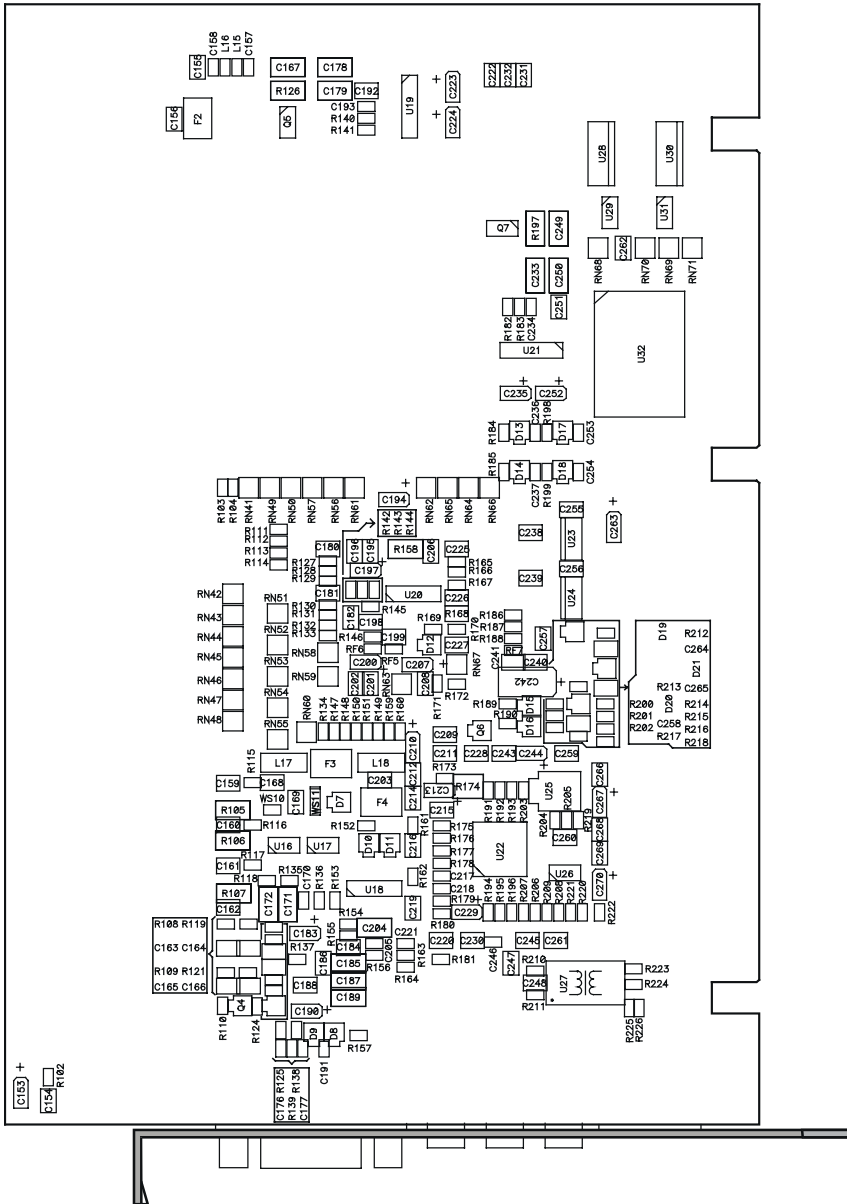 C158
L16
L15
C157
C155
C167
C178
R126
C179
C192
C193
R140
R141
C156
F2
Q5
U19
+
C223
+
C224
C222
C232
C231
U28
U30
U29
U31
Q7
R197
C249
C262
RN68
RN70
RN69
RN71
C233
C250
C251
R182
R183
C234
U21
U32
+
C235
+
C252
C236
R198
R184
D13
D17
C253
R185
D14
D18
C254
C237
R199
R103
R104
RN41
RN49
RN50
RN57
RN56
RN61
+
C194
R142
R143
R144
RN62
RN65
RN64
RN66
C255
U23
+
C263
C238
R111
R112
R113
R114
C180
C196
C195
R158
C206
C225
R127
R128
R129
C197
+
R165
R166
R167
C256
C239
U24
C181
U20
C226
RN42
RN43
RN44
RN45
RN46
RN47
RN48
RN51
RN52
RN53
RN54
RN55
R130
R131
R132
R133
R145
C182
C198
R146
C199
RF6
RF5
R169
R168
R170
D12
C227
R186
R187
R188
RF7
C257
RN58
RN59
C200
+
C207
RN67
C241
C240
C202
C201
RN63
C208
R171
R172
C242
+
R189
D15
R190
D16
D19
R212
C264
D21
R213
C265
R200
R201
R202
D20
C258
R217
R214
R215
R216
R218
RN60
R134
R147
R148
R150
R151
R149
R159
R160
+
C210
C209
Q6
C211
C228
C243
C244
+
C259
L17
F3
L18
R115
C159
C168
C203
C212
R173
C213
R174
C214
+
U25
C266
C267
+
R205
WS10
C169
WS11
D7
F4
R105
C160
R106
R116
R152
R161
C215
R191
R192
R193
R203
R204
R219
C268
C260
C269
R175
R176
R177
R178
U16
U17
D10
D11
C216
U22
C161
R117
R118
R135
C170
R136
R153
U18
R162
C217
C218
R179
U26
C270
+
R107
C162
C172
C171
C219
R180
C229
+
R194
R195
R196
R207
R206
R209
R208
R221
R220
R222
R154
R155
C204
R108
R119
+
C183
C163
C164
R137
C184
C205
C221
R163
C220
C230
C245
C261
C246
R181
R109
R121
C165
C166
C186
C185
R156
R164
C247
R210
C248
R211
U27
R223
R224
C188
C187
C189
R110
Q4
R124
C190
+
D9
D8
R157
C191
R225
R226
+
C153
R102
C154
C176
R125
R139
R138
C177